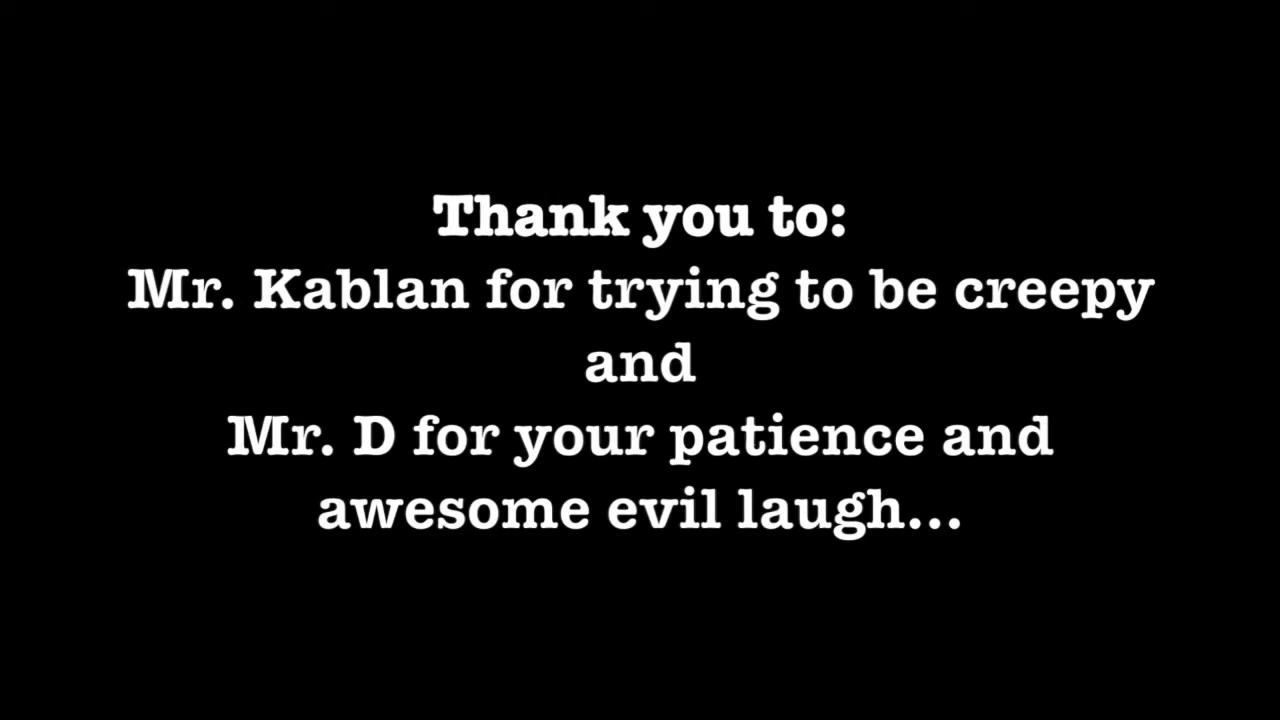 Thank you to:
Mr. Kablan for trying to be creepy
and
Mr. D for your patience and
awesome evil laugh...